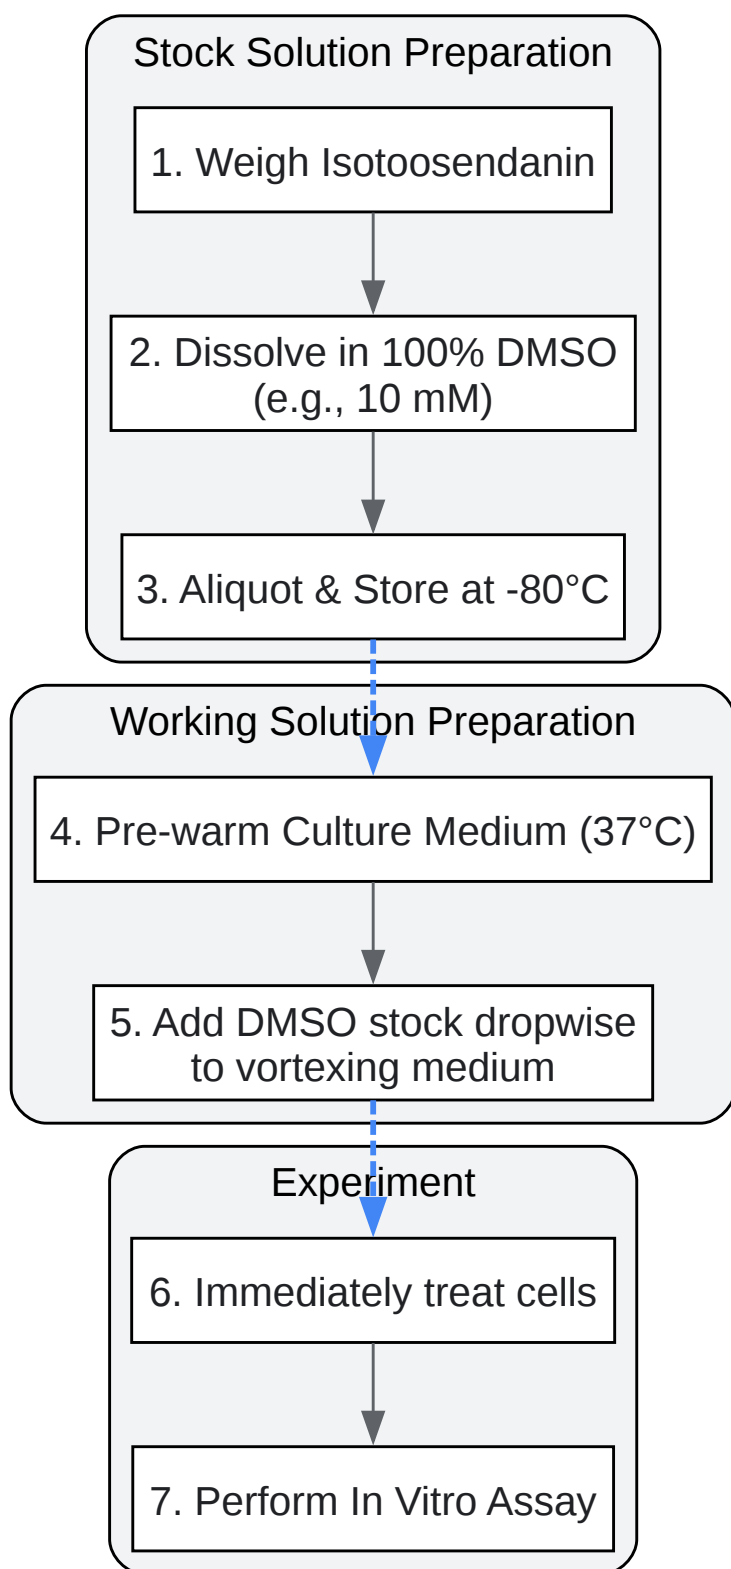 Stock Solution Preparation
1. Weigh Isotoosendanin
2. Dissolve in 100% DMSO
(e.g., 10 mM)
3. Aliquot & Store at -80°C
Working Solution Preparation
4. Pre-warm Culture Medium (37°C)
5. Add DMSO stock dropwise
to vortexing medium
Experiment
6. Immediately treat cells
7. Perform In Vitro Assay